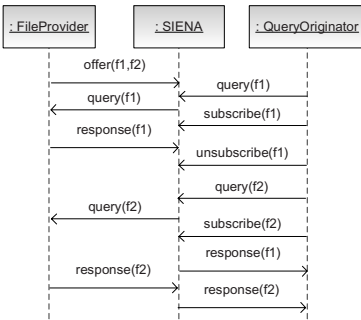 : FileProvider
: SIENA
: QueryOriginator
offer(f1,f2)
query(f1)
query(f1)
subscribe(f1)
response(f1)
unsubscribe(f1)
query(f2)
query(f2)
subscribe(f2)
response(f1)
response(f2)
response(f2)